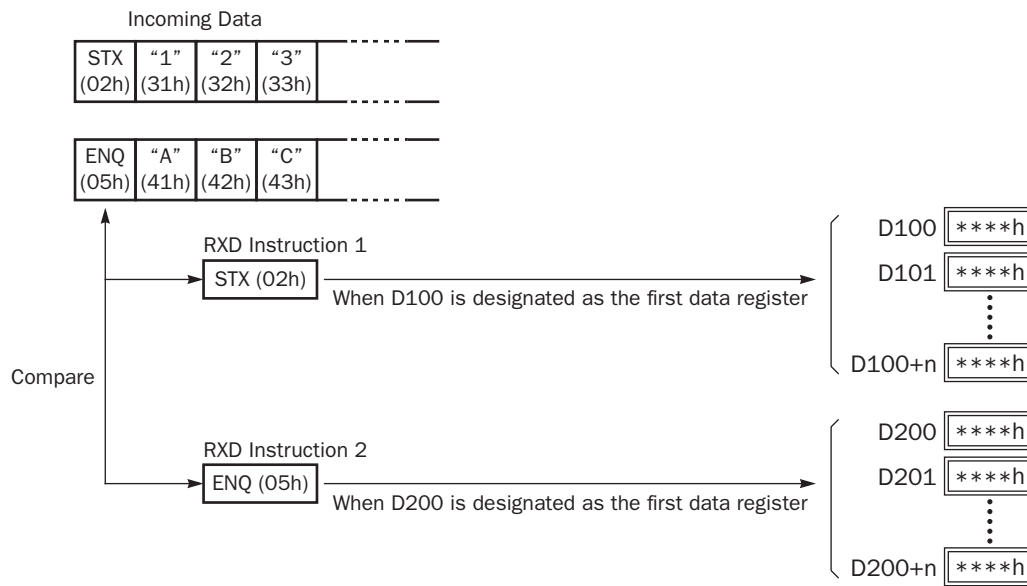 Incoming Data
STX “1” “2” “3”
(02h) (31h) (32h) (33h)
ENQ “A” “B” “C”
(05h) (41h) (42h) (43h)
RXD Instruction 1
STX (02h)
When D100 is designated as the first data register
D100 ****h
D101 ****h
D100+n ****h
Compare
RXD Instruction 2
ENQ (05h)
When D200 is designated as the first data register
D200 ****h
D201 ****h
D200+n ****h